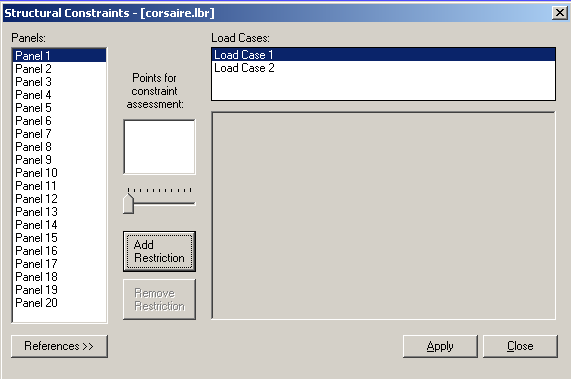 Structural Constraints - [corsaire.lbr]
Panels:
Panel 1
Panel 2
Panel 3
Panel 4
Panel 5
Panel 6
Panel 7
Panel 8
Panel 9
Panel 10
Panel 11
Panel 12
Panel 13
Panel 14
Panel 15
Panel 16
Panel 17
Panel 18
Panel 19
Panel 20
References >>
Points for
constraint
assessment:
Add
Restriction
Remove
Restriction
Load Cases:
Load Case 1
Load Case 2
Apply
Close